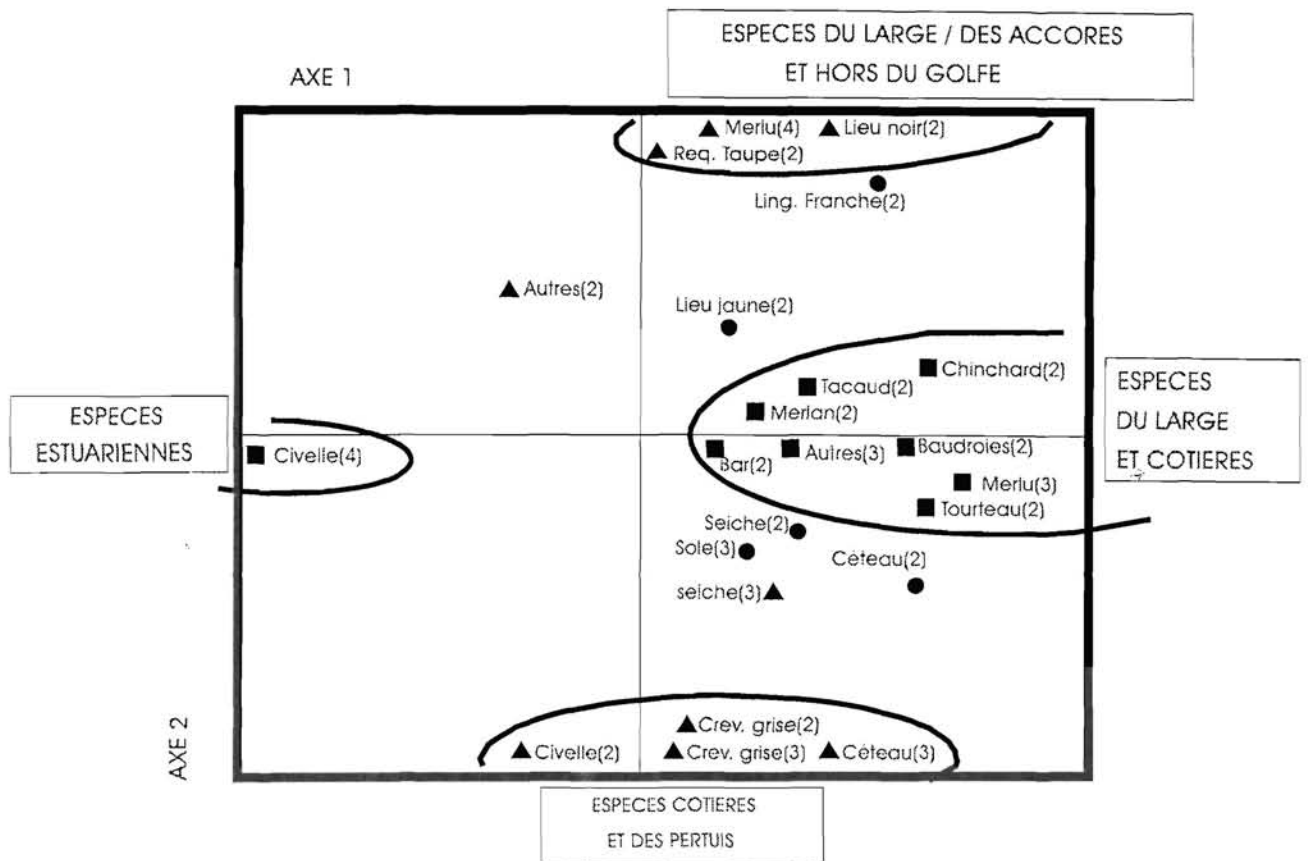 ESPECES DU LARGE / DES ACCORES
ET HORS DU GOLFE
AXE 1
Merlu(4)
Lieu noir(2)
Req. Taupe(2)
Ling. Franche(2)
Autres(2)
Lieu jaune(2)
Chinchard(2)
Tacaud(2)
Merlan(2)
ESPECES
DU LARGE
ET COTIERES
ESPÈCES
ESTUARIENNES
Civelle(4)
Bar(2)
Autres(3)
Baudroies(2)
Merlu(3)
Tourteau(2)
Seiche(2)
Sole(3)
Cèteau(2)
seiche(3)
AXE 2
Crev. grise(2)
Civelle(2)
Crev. grise(3)
Cèteau(3)
ESPECES COTIERES
ET DES PERTUIS